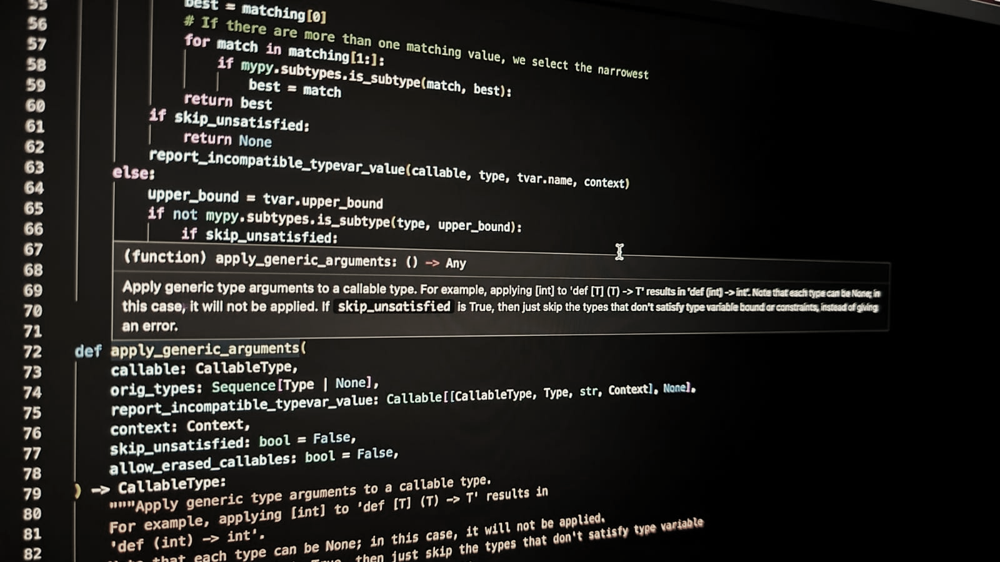 55 best = matching[0]
56 # If there are more than one matching value, we select the narrowest
57 for match in matching[1:]:
58 if mypy.subtypes.is_subtype(match, best):
59 best = match
60 return best
61 if skip_unsatisfied:
62 return None
63 report_incompatible_typevar_value(callable, type, tvar.name, context)
64 else:
65 upper_bound = tvar.upper_bound
66 if not mypy.subtypes.is_subtype(type, upper_bound):
67 if skip_unsatisfied:
68 (function) apply_generic_arguments: () -> Any
69 Apply generic type arguments to a callable type. For example, applying [int] to 'def [T] (T) -> T' results in 'def (int) -> int'. Note that each type can be None; in
70 this case, it will not be applied. If skip_unsatisfied is True, then just skip the types that don't satisfy type variable bound or constraints, instead of giving
71 an error.
72 def apply_generic_arguments(
73 callable: CallableType,
74 orig_types: Sequence[Type | None],
75 report_incompatible_typevar_value: Callable[[CallableType, Type, str, Context], None],
76 context: Context,
77 skip_unsatisfied: bool = False,
78 allow_erased_callables: bool = False,
79 ) -> CallableType:
80 """Apply generic type arguments to a callable type.
81 For example, applying [int] to 'def [T] (T) -> T' results in
82 'def (int) -> int'.
that each type can be None; in this case, it will not be applied.
True, then just skip the types that don't satisfy type variable